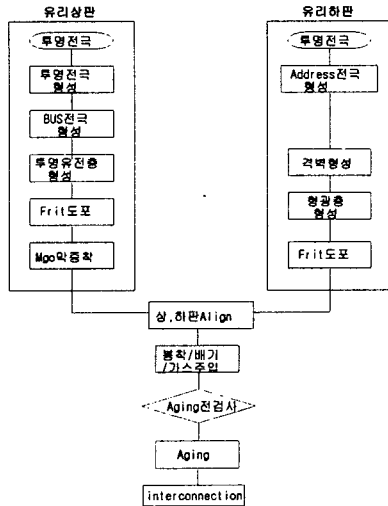 유리상판
투명전극
투명전극
형성
BUS전극
형성
투명유전층
형성
Frit도포
Mgo막증착
유리하판
투명전극
Address전극
형성
격벽형성
형광층
형성
Frit도포
상,하판Align
봉착/배기
/가스주입
Aging전검사
Aging
interconnection